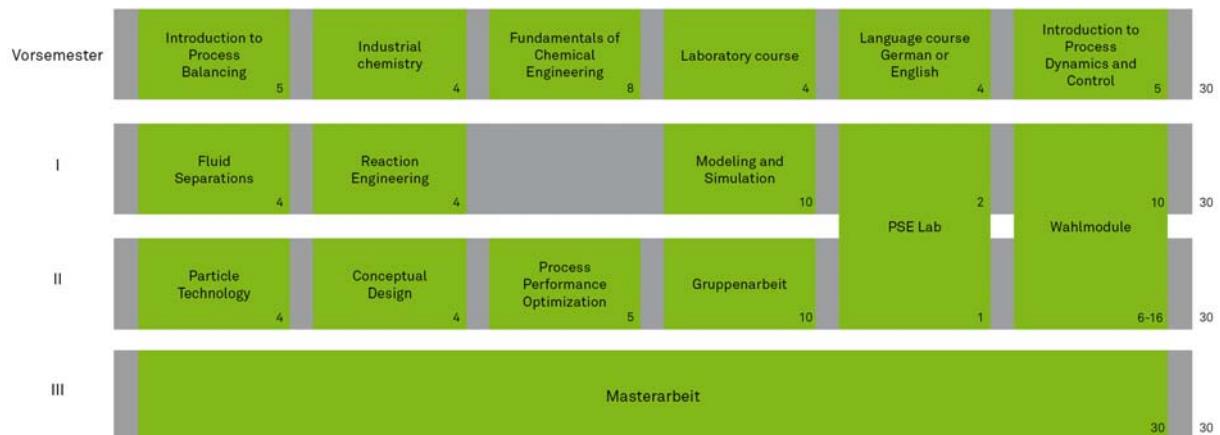 Vorsemester
Introduction to
Process
Balancing
5
Industrial
chemistry
4
Fundamentals of
Chemical
Engineering
8
Laboratory course
4
Language course
German or
English
4
Introduction to
Process
Dynamics and
Control
5
30
I
Fluid
Separations
4
Reaction
Engineering
4
Modeling and
Simulation
10
2
10
30
PSE Lab
Wahlmodule
II
Particle
Technology
4
Conceptual
Design
4
Process
Performance
Optimization
5
Gruppenarbeit
10
1
6-16
30
III
Masterarbeit
30
30